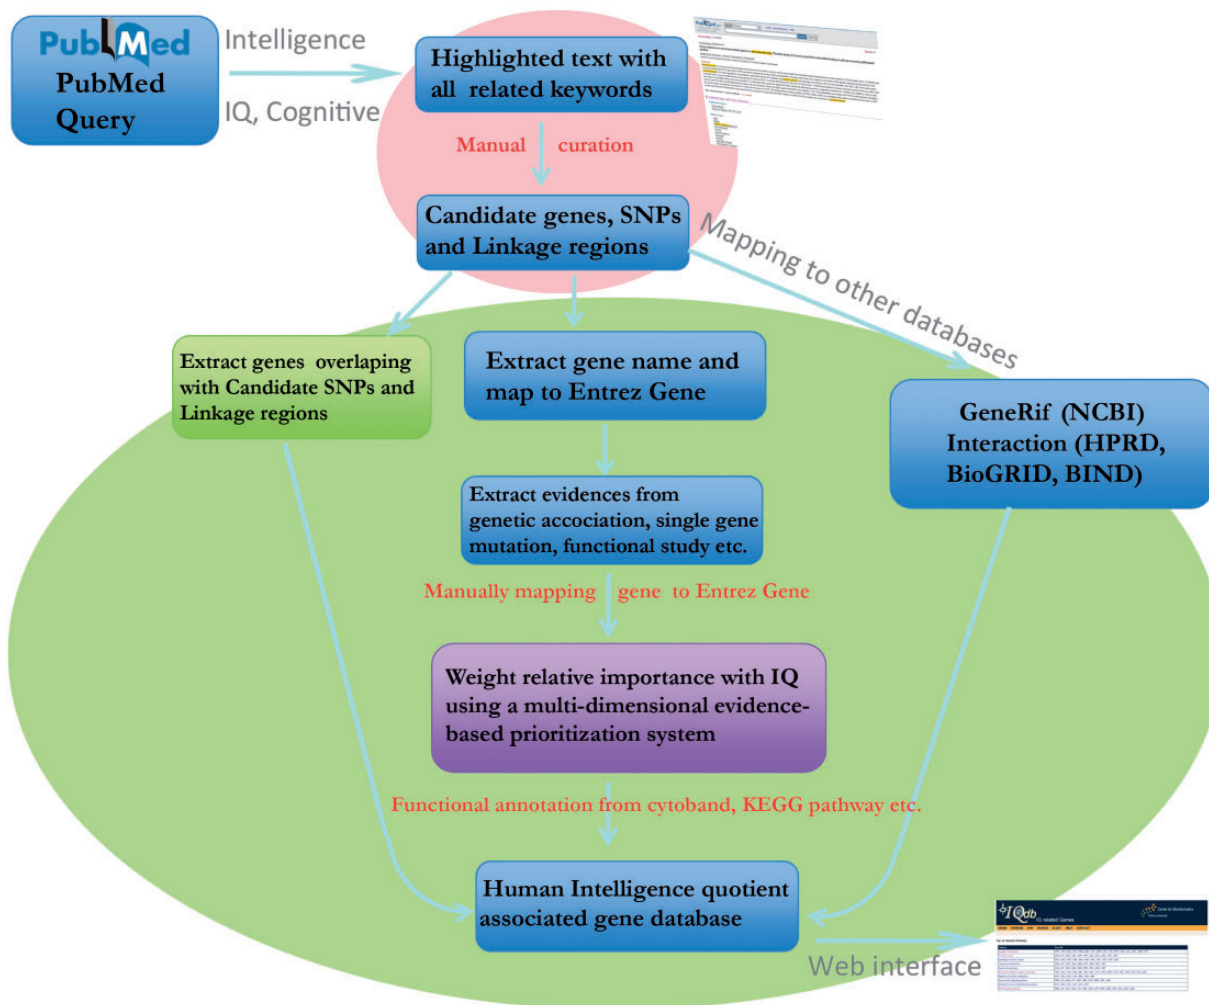 PubMed
PubMed
Query
Intelligence
IQ, Cognitive
Highlighted text with
all related keywords
Manual curation
Candidate genes, SNPs
and Linkage regions
Mapping to other databases
Extract genes overlaping
with Candidate SNPs and
Linkage regions
Extract gene name and
map to Entrez Gene
GeneRif (NCBI)
Interaction (HPRD,
BioGRID, BIND)
Extract evidences from
genetic accociation, single gene
mutation, functional study etc.
Manually mapping gene to Entrez Gene
Weight relative importance with IQ
using a multi-dimensional evidence-
based prioritization system
Functional annotation from cytoband, KEGG pathway etc.
Human Intelligence quotient
associated gene database
Web interface
IQdb IQ related Genes